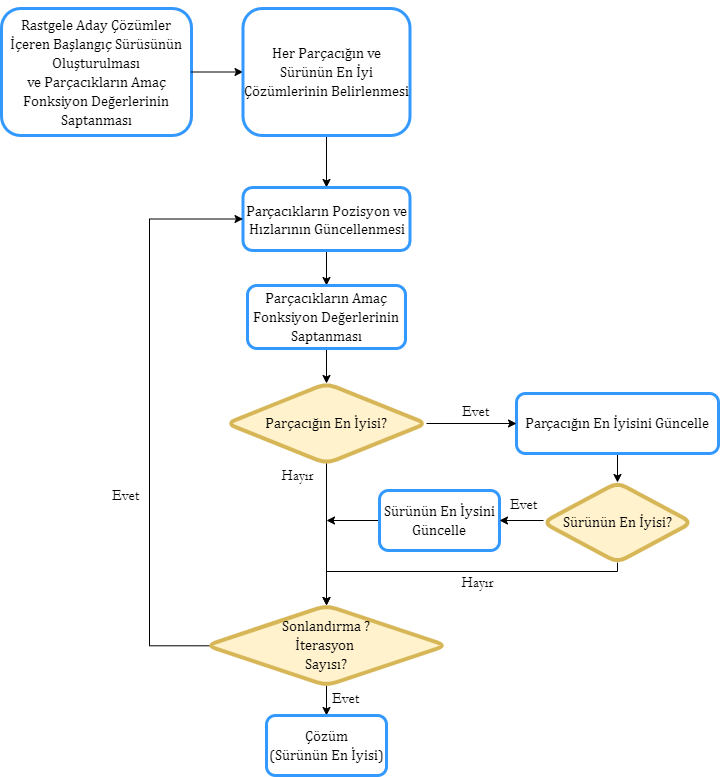 Rastgele Aday Çözümler
İçeren Başlangıç Sürüsünün
Oluşturulması
ve Parçacıkların Amaç
Fonksiyon Değerlerinin
Saptanması
Her Parçacığın ve
Sürünün En İyi
Çözümlerinin Belirlenmesi
Parçacıkların Pozisyon ve
Hızlarının Güncellenmesi
Parçacıkların Amaç
Fonksiyon Değerlerinin
Saptanması
Parçacığın En İyisi?
Evet
Parçacığın En İyisini Güncelle
Hayır
Evet
Sürünün En İysini
Güncelle
Evet
Sürünün En İyisi?
Hayır
Sonlandırma ?
İterasyon
Sayısı?
Evet
Çözüm
(Sürünün En İyisi)